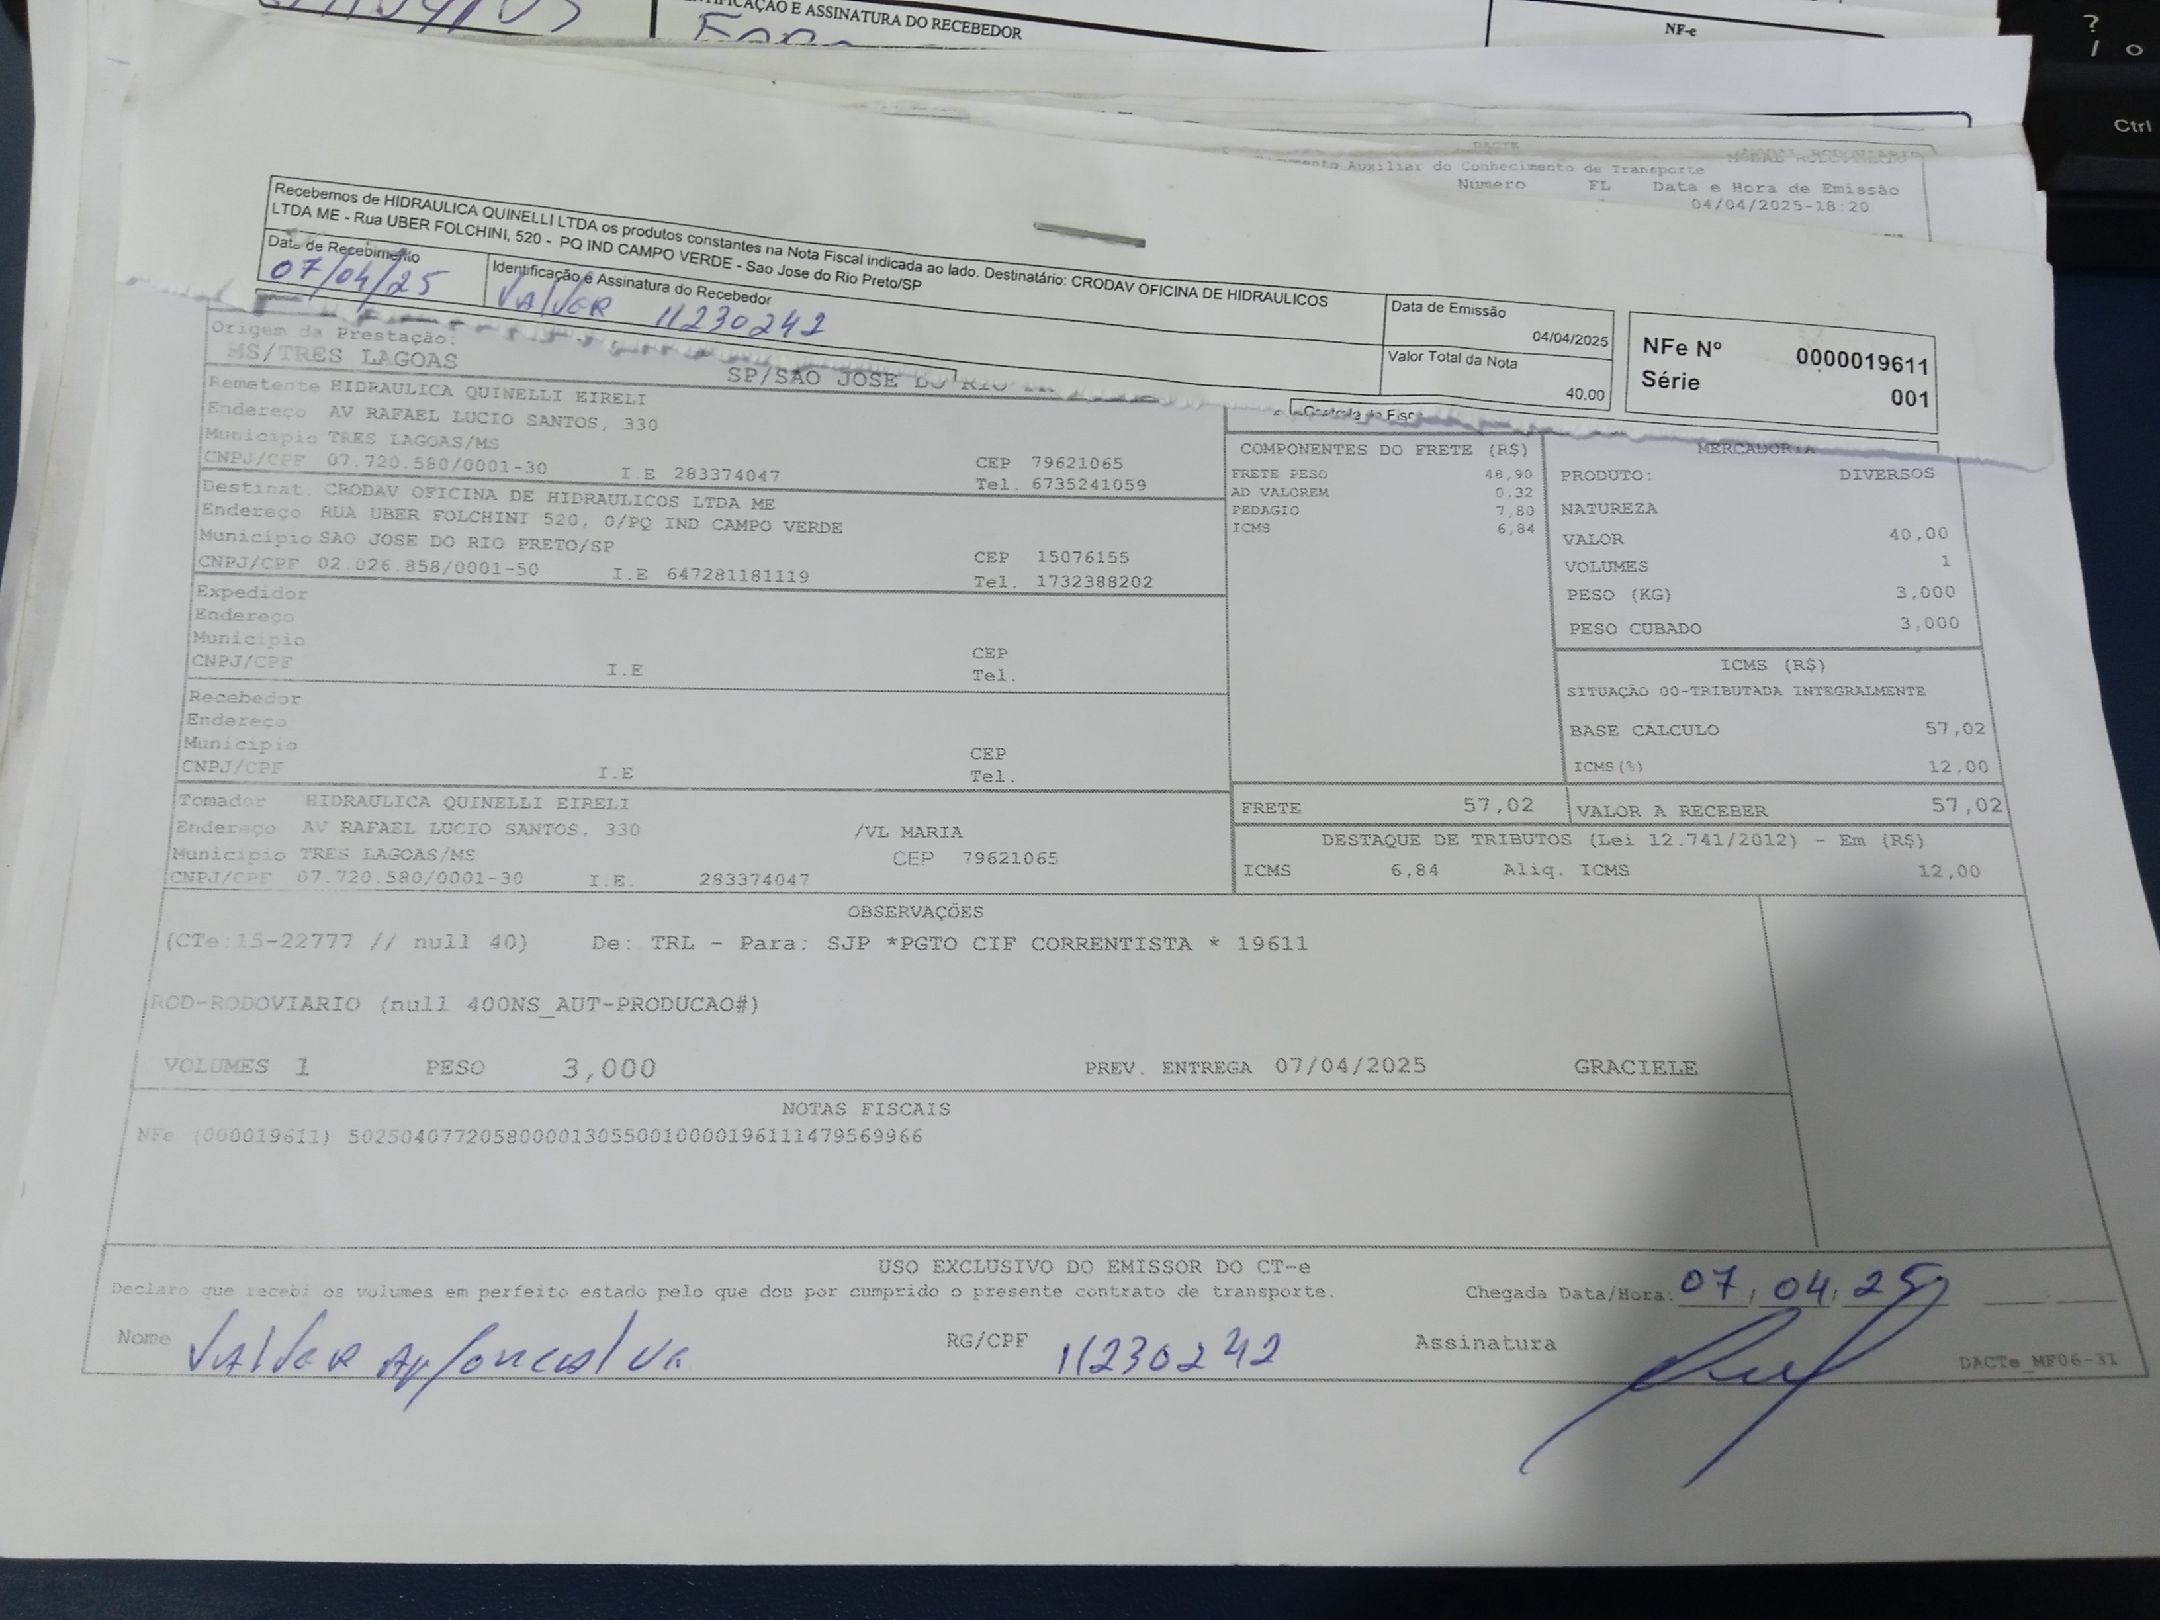 IFICAÇÃO E ASSINATURA DO RECEBEDOR
NF-e
?
/
Ctrl
DACTE
Auxiliar do Conhecimento de Transporte
Número FL Data e Hora de Emissão
04/04/2025-18:20
Recebemos de HIDRAULICA QUINELLI LTDA os produtos constantes na Nota Fiscal indicada ao lado. Destinatário: CRODAV OFICINA DE HIDRAULICOS
LTDA ME - Rua UBER FOLCHINI, 520 - PQ IND CAMPO VERDE - Sao Jose do Rio Preto/SP
Data de Recebimento
07/04/25
Identificação e Assinatura do Recebedor
VALTER 11230242
Data de Emissão
04/04/2025
Valor Total da Nota
40.00
NFe Nº 0000019611
Série 001
Origem da Prestação:
MS/TRES LAGOAS
SP/SAO JOSE DO RIO
Remetente HIDRAULICA QUINELLI EIRELI
Endereço AV RAFAEL LUCIO SANTOS, 330
Municipio TRES LAGOAS/MS
CEP 79621065
CNPJ/CPF 07.720.580/0001-30 I.E 283374047 Tel. 6735241059
Destinat. CRODAV OFICINA DE HIDRAULICOS LTDA ME
Endereço RUA UBER FOLCHINI 520, 0/PQ IND CAMPO VERDE
Municipio SAO JOSE DO RIO PRETO/SP
CEP 15076155
CNPJ/CPF 02.026.858/0001-50 I.E 647281181119 Tel. 1732388202
Expedidor
Endereço
Municipio
CEP
CNPJ/CPF I.E Tel.
Recebedor
Endereço
Municipio
CEP
CNPJ/CPF I.E Tel.
Tomador HIDRAULICA QUINELLI EIRELI
Endereço AV RAFAEL LUCIO SANTOS, 330 /VL MARIA
Municipio TRES LAGOAS/MS CEP 79621065
CNPJ/CPF 07.720.580/0001-30 I.E. 283374047
COMPONENTES DO FRETE (R$)
FRETE PESO 48,90
AD VALOREM 0,32
PEDAGIO 7,80
ICMS 6,84
MERCADORIA
PRODUTO: DIVERSOS
NATUREZA
VALOR 40,00
VOLUMES 1
PESO (KG) 3,000
PESO CUBADO 3,000
ICMS (R$)
SITUAÇÃO 00-TRIBUTADA INTEGRALMENTE
BASE CALCULO 57,02
ICMS(%) 12,00
FRETE 57,02 VALOR A RECEBER 57,02
DESTAQUE DE TRIBUTOS (Lei 12.741/2012) - Em (R$)
ICMS 6,84 Aliq. ICMS 12,00
OBSERVAÇÕES
(CTe:15-22777 // null 40) De: TRL - Para: SJP *PGTO CIF CORRENTISTA * 19611
ROD-RODOVIARIO (null 400NS_AUT-PRODUCAO#)
VOLUMES 1 PESO 3,000 PREV. ENTREGA 07/04/2025 GRACIELE
NOTAS FISCAIS
NFe (000019611) 50250407720580000130550010000196111479569966
USO EXCLUSIVO DO EMISSOR DO CT-e
Declaro que recebi os volumes em perfeito estado pelo que dou por cumprido o presente contrato de transporte. Chegada Data/Hora: 07/04/25
Nome VALTER RG/CPF 11230242 Assinatura
DACTe_MF06-31